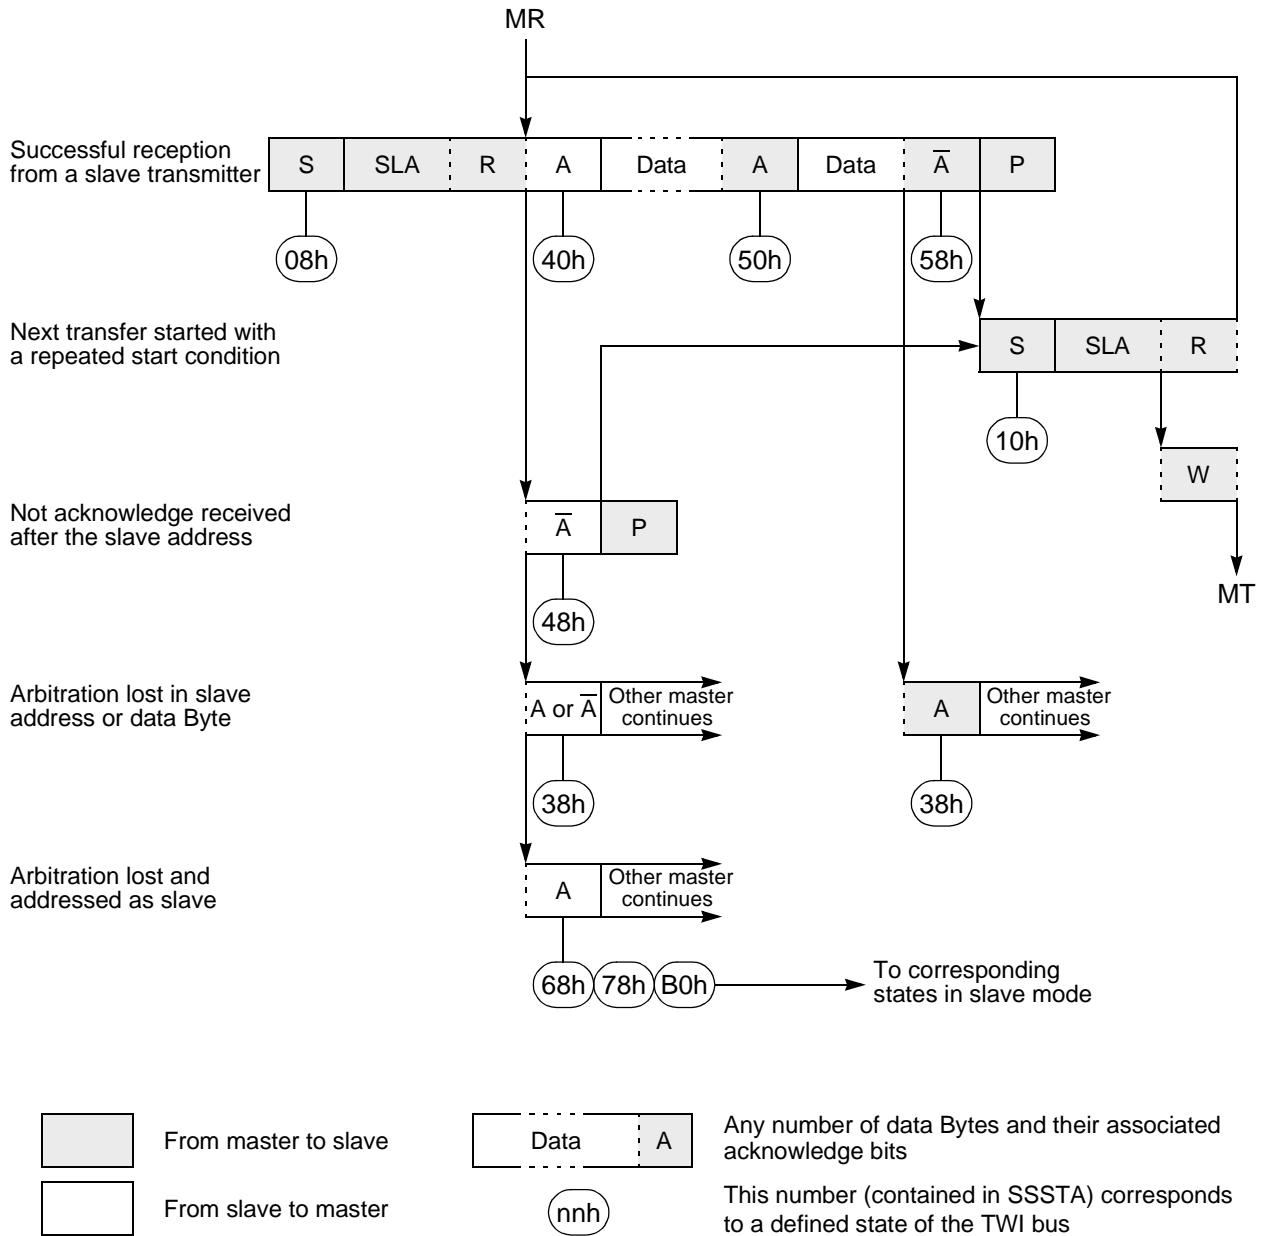 MR
Successful reception
from a slave transmitter
S SLA R A Data A Data A̅ P
08h 40h 50h 58h
Next transfer started with
a repeated start condition
S SLA R
10h
W
MT
Not acknowledge received
after the slave address
A̅ P
48h
Arbitration lost in slave
address or data Byte
A or A̅
Other master
continues
A
Other master
continues
38h 38h
Arbitration lost and
addressed as slave
A
Other master
continues
68h 78h B0h
To corresponding
states in slave mode
From master to slave
From slave to master
Data A
Any number of data Bytes and their associated
acknowledge bits
nnh
This number (contained in SSSTA) corresponds
to a defined state of the TWI bus